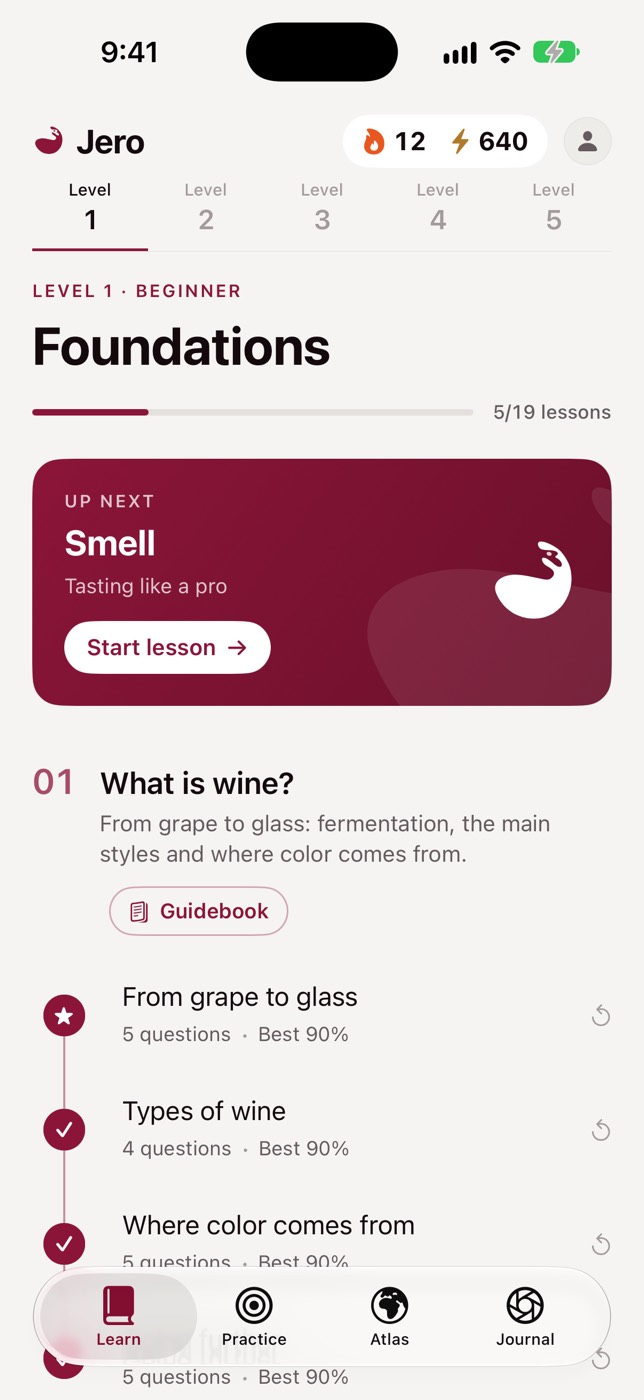 9:41
Jero
12
640
Level
1
Level
2
Level
3
Level
4
Level
5
LEVEL 1 · BEGINNER
Foundations
5/19 lessons
UP NEXT
Smell
Tasting like a pro
Start lesson →
01
What is wine?
From grape to glass: fermentation, the main
styles and where color comes from.
Guidebook
From grape to glass
5 questions · Best 90%
Types of wine
4 questions · Best 90%
Where color comes from
5 questions · Best 90%
Learn
Practice
Atlas
Journal
5 questions · Best 90%